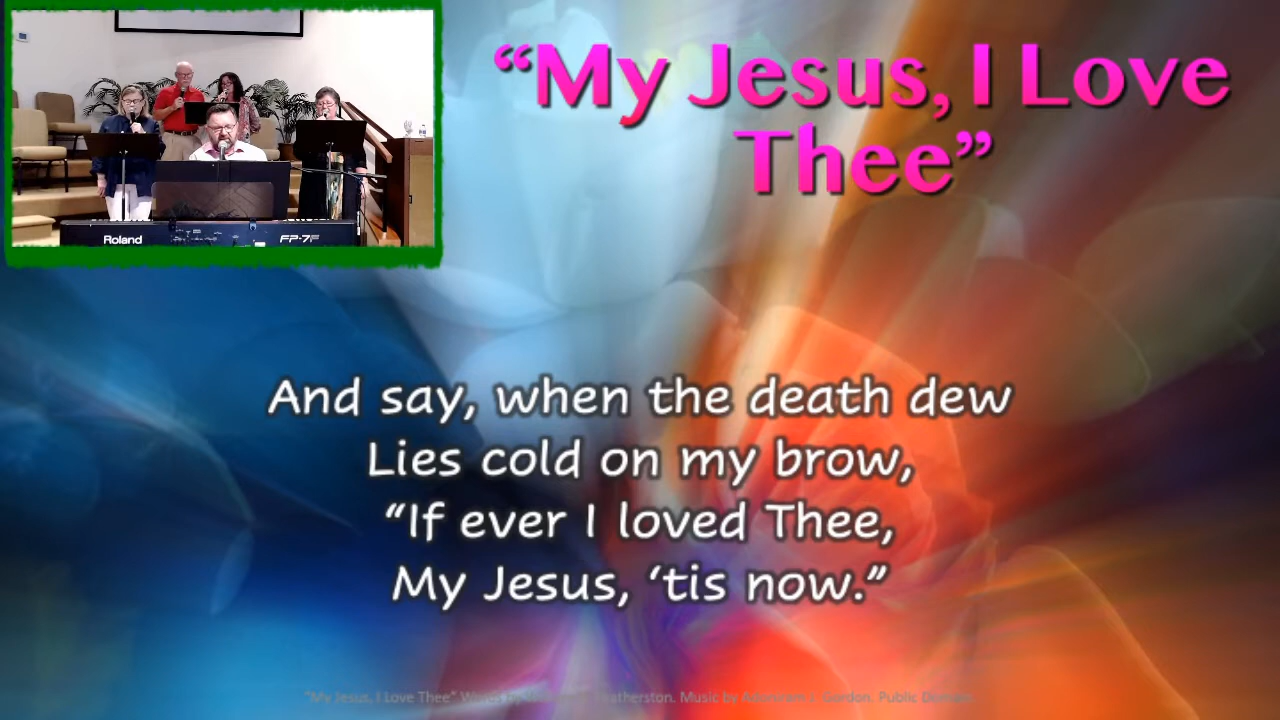 “My Jesus, I Love
Thee”
Roland
FP-7F
And say, when the death dew
Lies cold on my brow,
“If ever I loved Thee,
My Jesus, ‘tis now.”
“My Jesus, I Love Thee” Words by Featherston. Music by Adoniram J. Gordon. Public Domain.